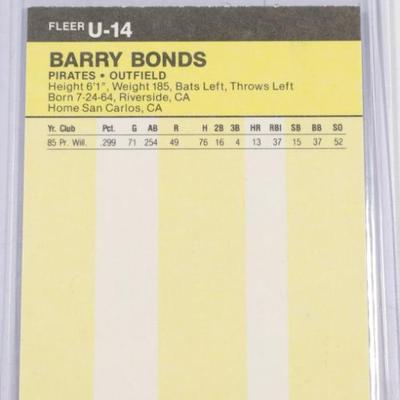 FLEER U-14
BARRY BONDS
PIRATES • OUTFIELD
Height 6'1", Weight 185, Bats Left, Throws Left
Born 7-24-64, Riverside, CA
Home San Carlos, CA
Yr. Club Pct. G AB R H 2B 3B HR RBI SB BB SO
85 Pr. Will. .299 71 254 49 76 16 4 13 37 15 37 52